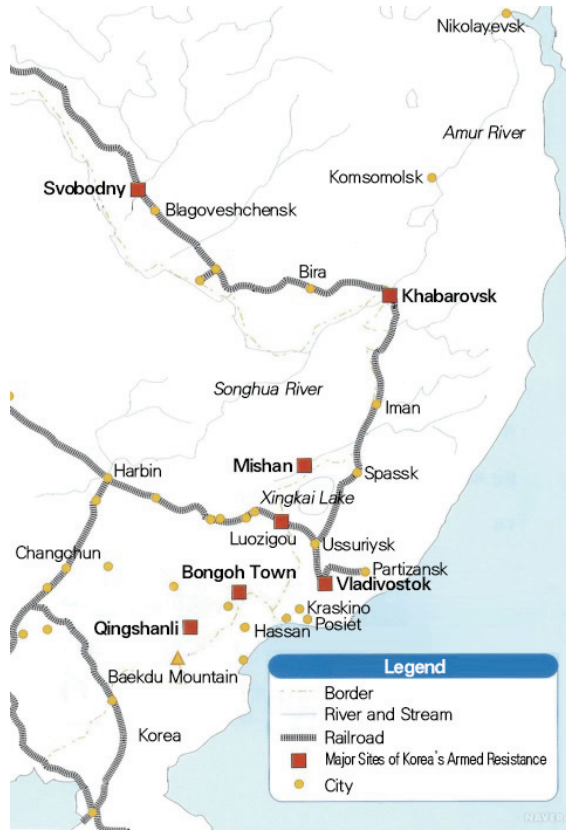 Nikolayevsk
Amur River
Komsomolsk
Svobodny
Blagoveshchensk
Bira
Khabarovsk
Songhua River
Iman
Mishan
Harbin
Spassk
Xingkai Lake
Luozigou
Ussuriysk
Changchun
Partizansk
Bongoh Town
Vladivostok
Kraskino
Qingshanli
Hassan
Posiet
Baekdu Mountain
Korea
Legend
Border
River and Stream
Railroad
Major Sites of Korea's Armed Resistance
City
NAVER